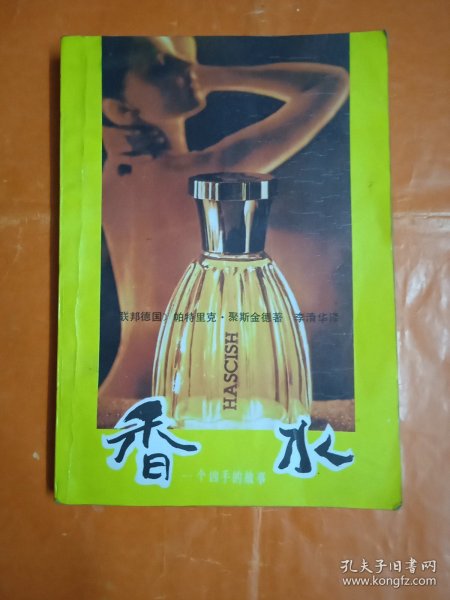 联邦德国〕帕特里克·聚斯金德著 李清华译
HASCISH
香水
一个凶手的故事
孔夫子旧书网
www.kongfz.com